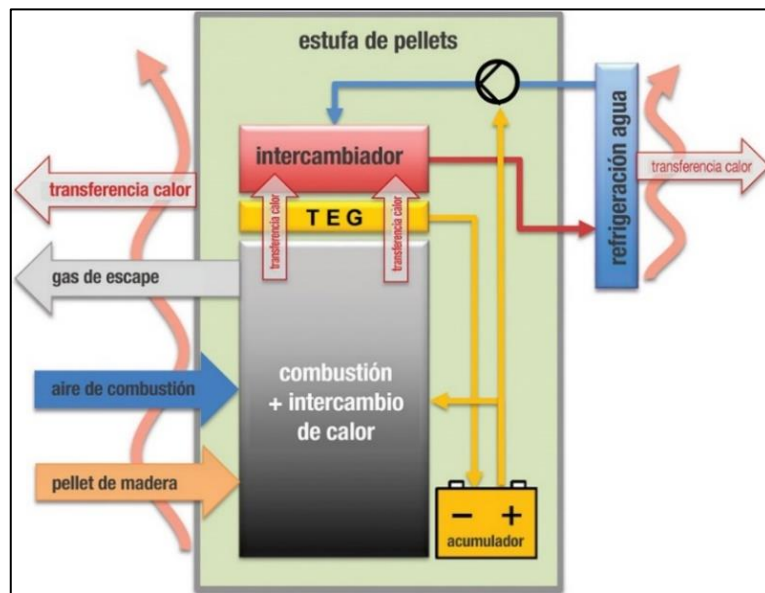 estufa de pellets
intercambiador
refrigeración agua
transferencia calor
transferencia calor
T E G
transferencia calor
transferencia calor
gas de escape
combustión
+ intercambio
de calor
aire de combustión
pellet de madera
− +
acumulador